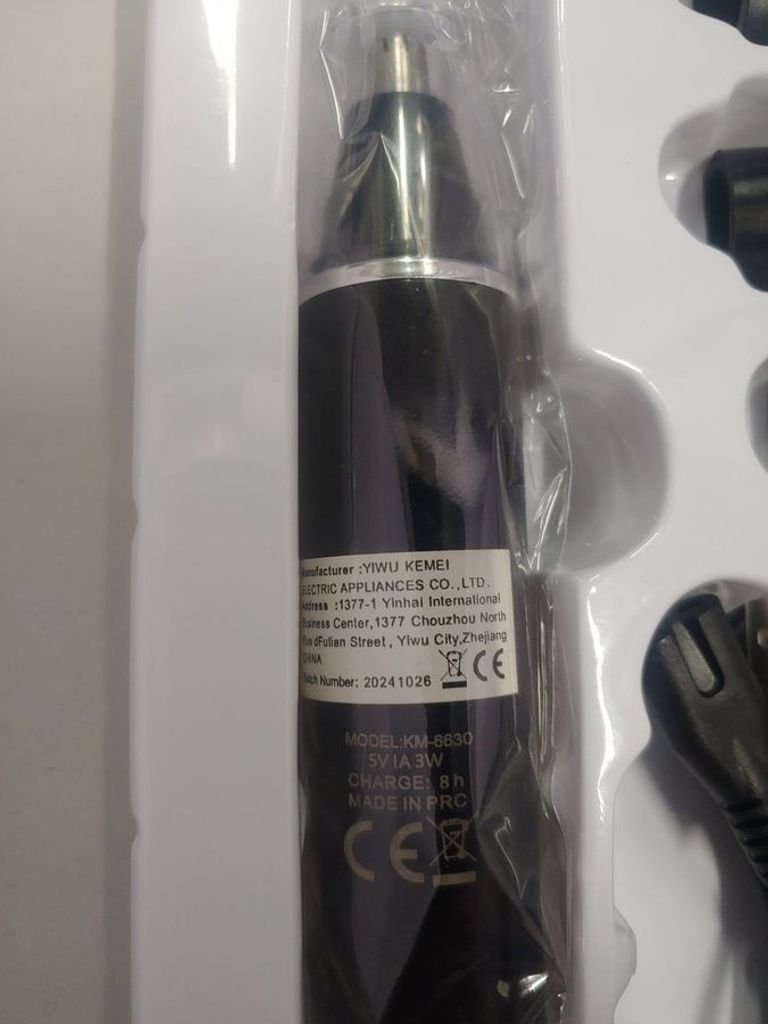 Manufacturer :YIWU KEMEI
ELECTRIC APPLIANCES CO.,LTD.
Address :1377-1 Yinhai International
Business Center,1377 Chouzhou North
dFutian Street, Yiwu City,Zhejiang
CHINA
Batch Number: 20241026 CE
MODEL:KM-6630
5V 1A 3W
CHARGE: 8 h
MADE IN PRC
CE